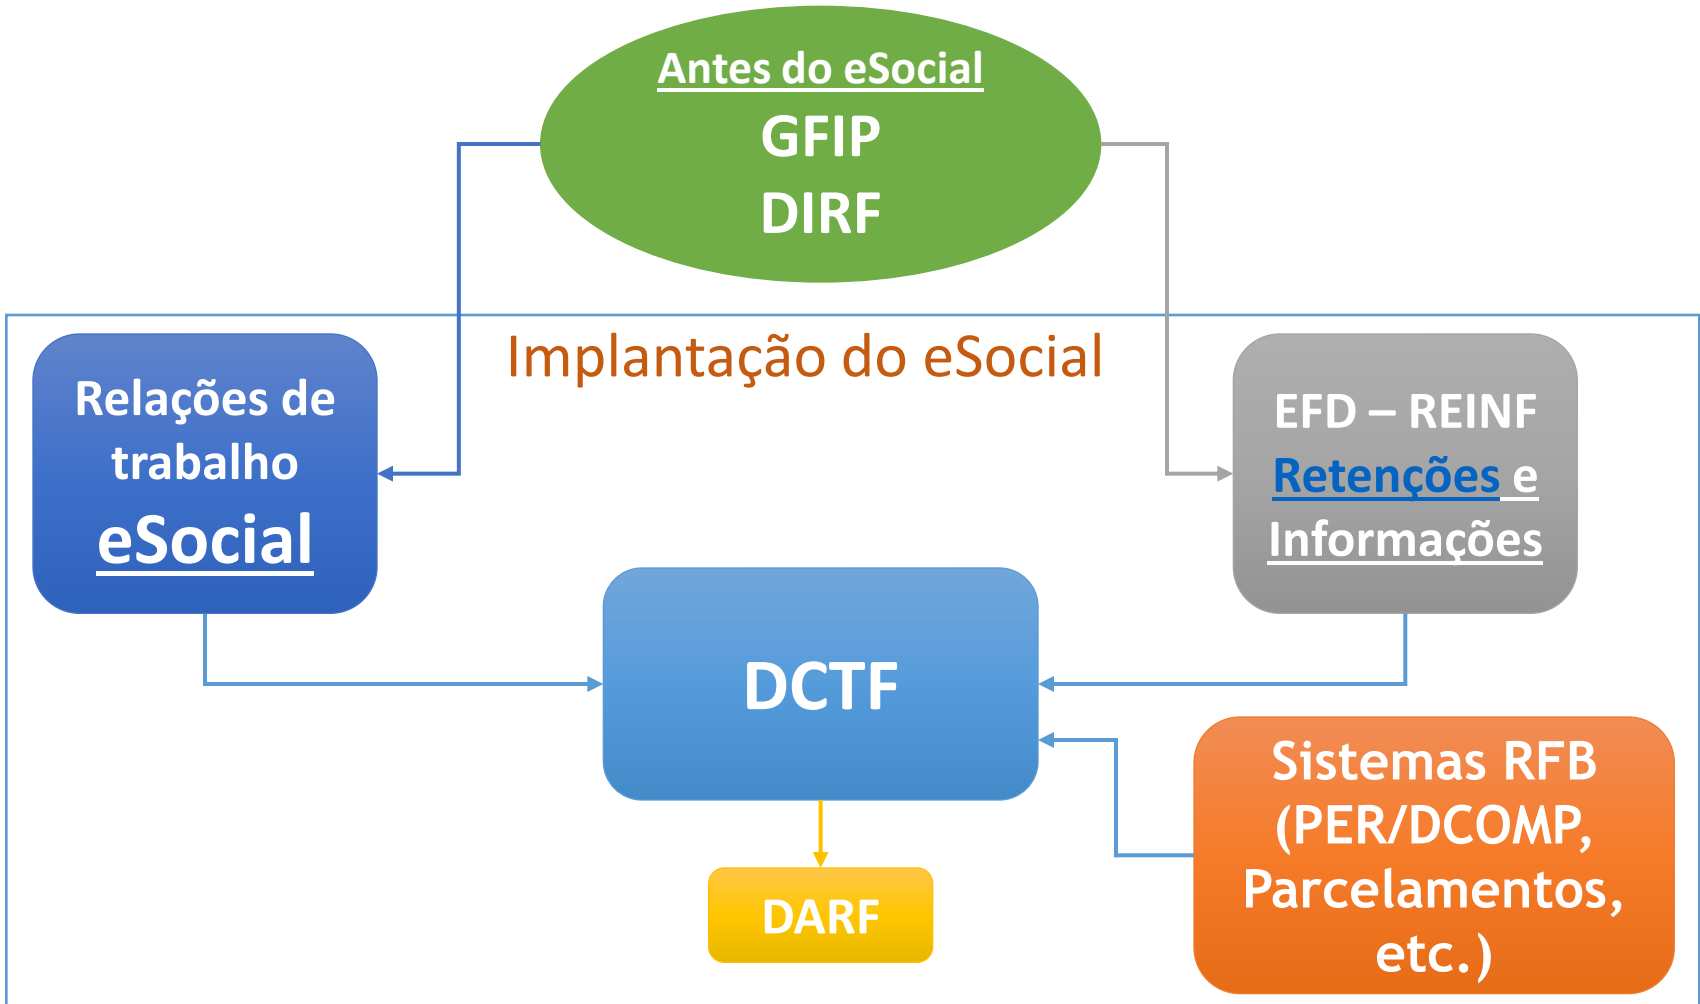 Antes do eSocial
GFIP
DIRF
Implantação do eSocial
Relações de
trabalho
eSocial
EFD – REINF
Retenções e
Informações
DCTF
Sistemas RFB
(PER/DCOMP,
Parcelamentos,
etc.)
DARF